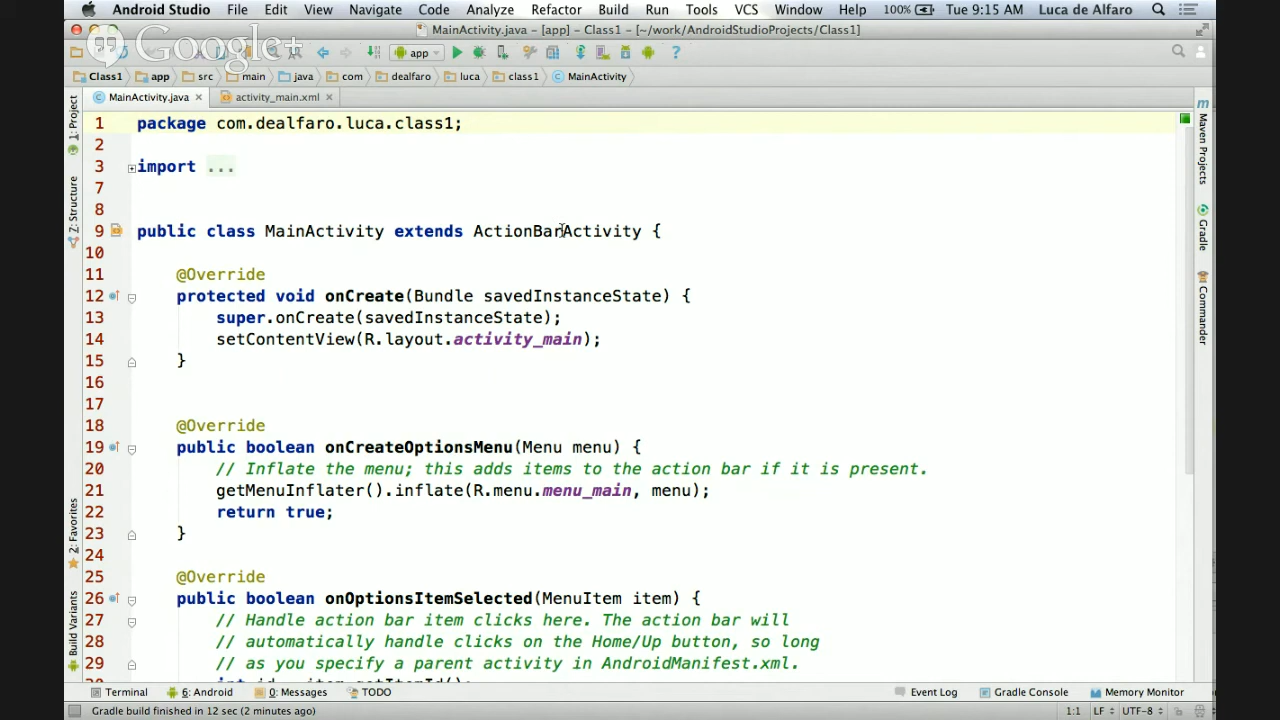 Android Studio File Edit View Navigate Code Analyze Refactor Build Run Tools VCS Window Help 100% Tue 9:15 AM Luca de Alfaro
MainActivity.java - [app] - Class1 - [~/work/AndroidStudioProjects/Class1]
Google+
app
Class1 app src main java com dealfaro luca class1 MainActivity
MainActivity.java activity_main.xml
1 package com.dealfaro.luca.class1;
2
3 import ...
7
8
9 public class MainActivity extends ActionBarActivity {
10
11 @Override
12 protected void onCreate(Bundle savedInstanceState) {
13 super.onCreate(savedInstanceState);
14 setContentView(R.layout.activity_main);
15 }
16
17
18 @Override
19 public boolean onCreateOptionsMenu(Menu menu) {
20 // Inflate the menu; this adds items to the action bar if it is present.
21 getMenuInflater().inflate(R.menu.menu_main, menu);
22 return true;
23 }
24
25 @Override
26 public boolean onOptionsItemSelected(MenuItem item) {
27 // Handle action bar item clicks here. The action bar will
28 // automatically handle clicks on the Home/Up button, so long
29 // as you specify a parent activity in AndroidManifest.xml.
1: Project
7: Structure
2: Favorites
Build Variants
Maven Projects
Gradle
Commander
Terminal 6: Android 0: Messages TODO Event Log Gradle Console Memory Monitor
Gradle build finished in 12 sec (2 minutes ago) 1:1 LF UTF-8